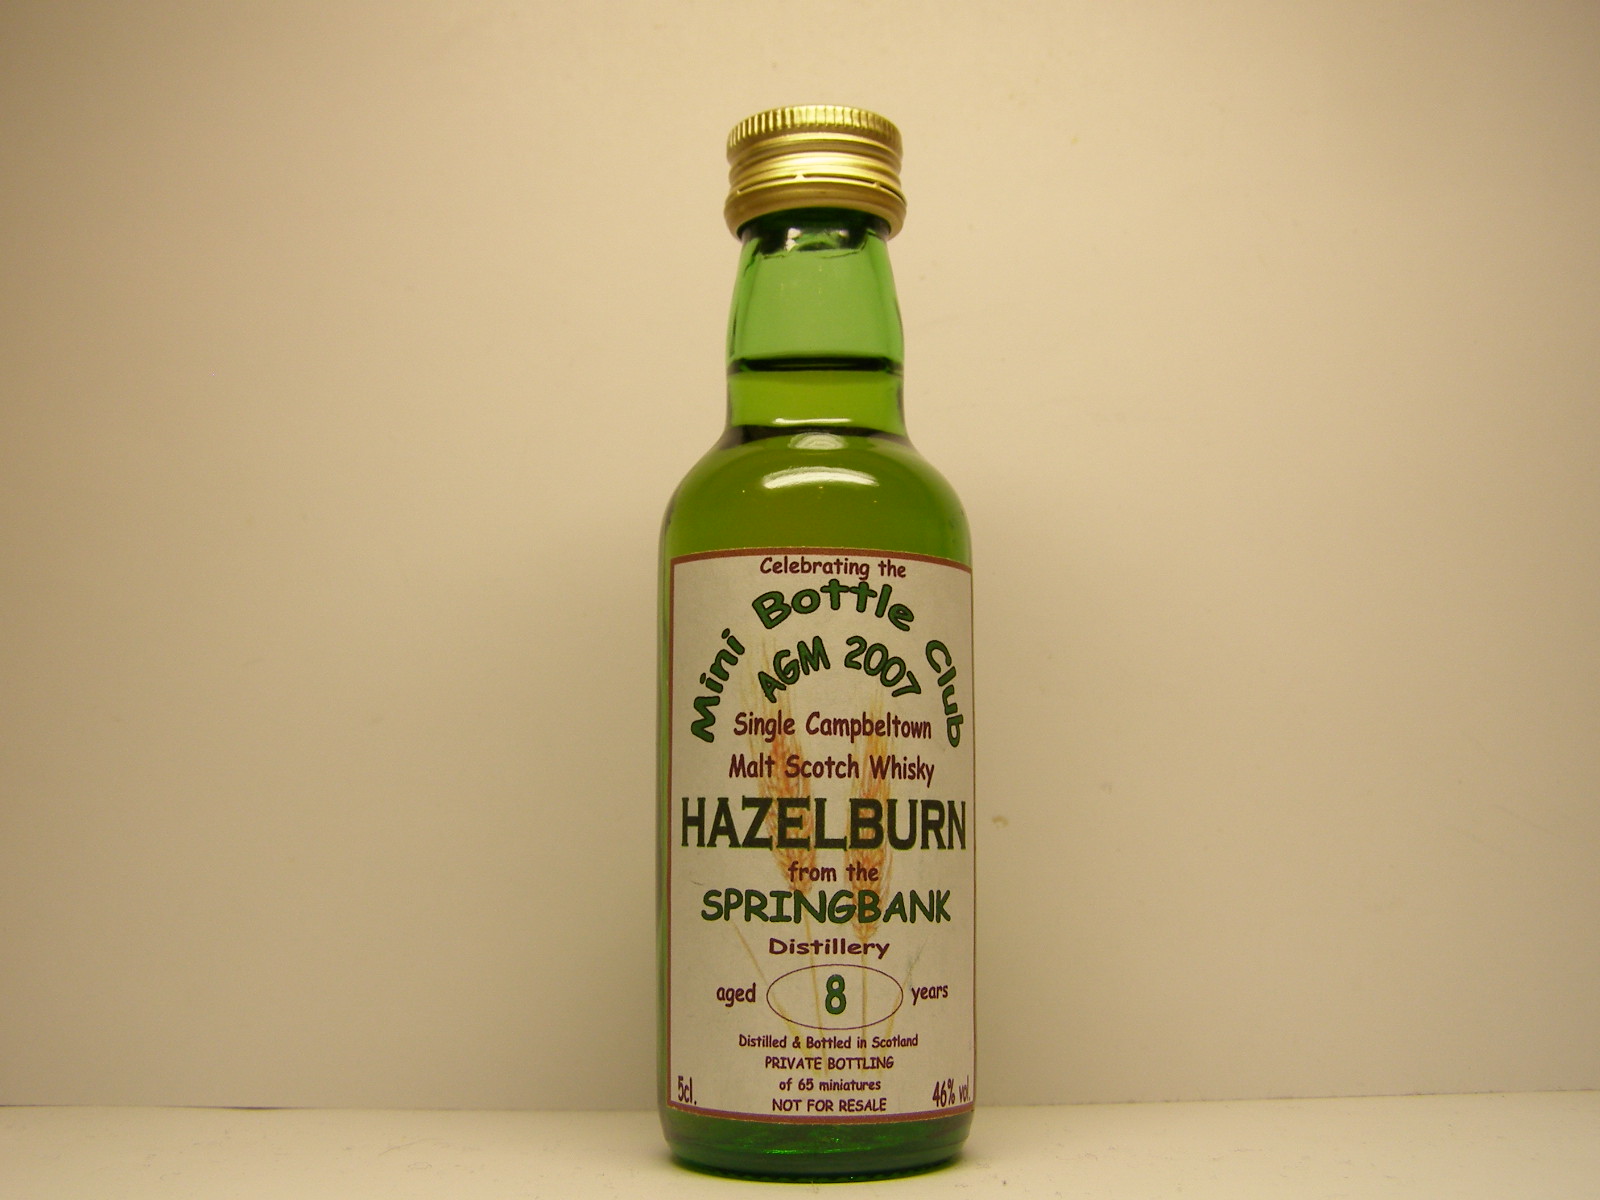 Celebrating the
Mini Bottle Club
AGM 2007
Single Campbeltown
Malt Scotch Whisky
HAZELBURN
from the
SPRINGBANK
Distillery
aged 8 years
Distilled & Bottled in Scotland
PRIVATE BOTTLING
of 65 miniatures
5cl. NOT FOR RESALE 46% vol.